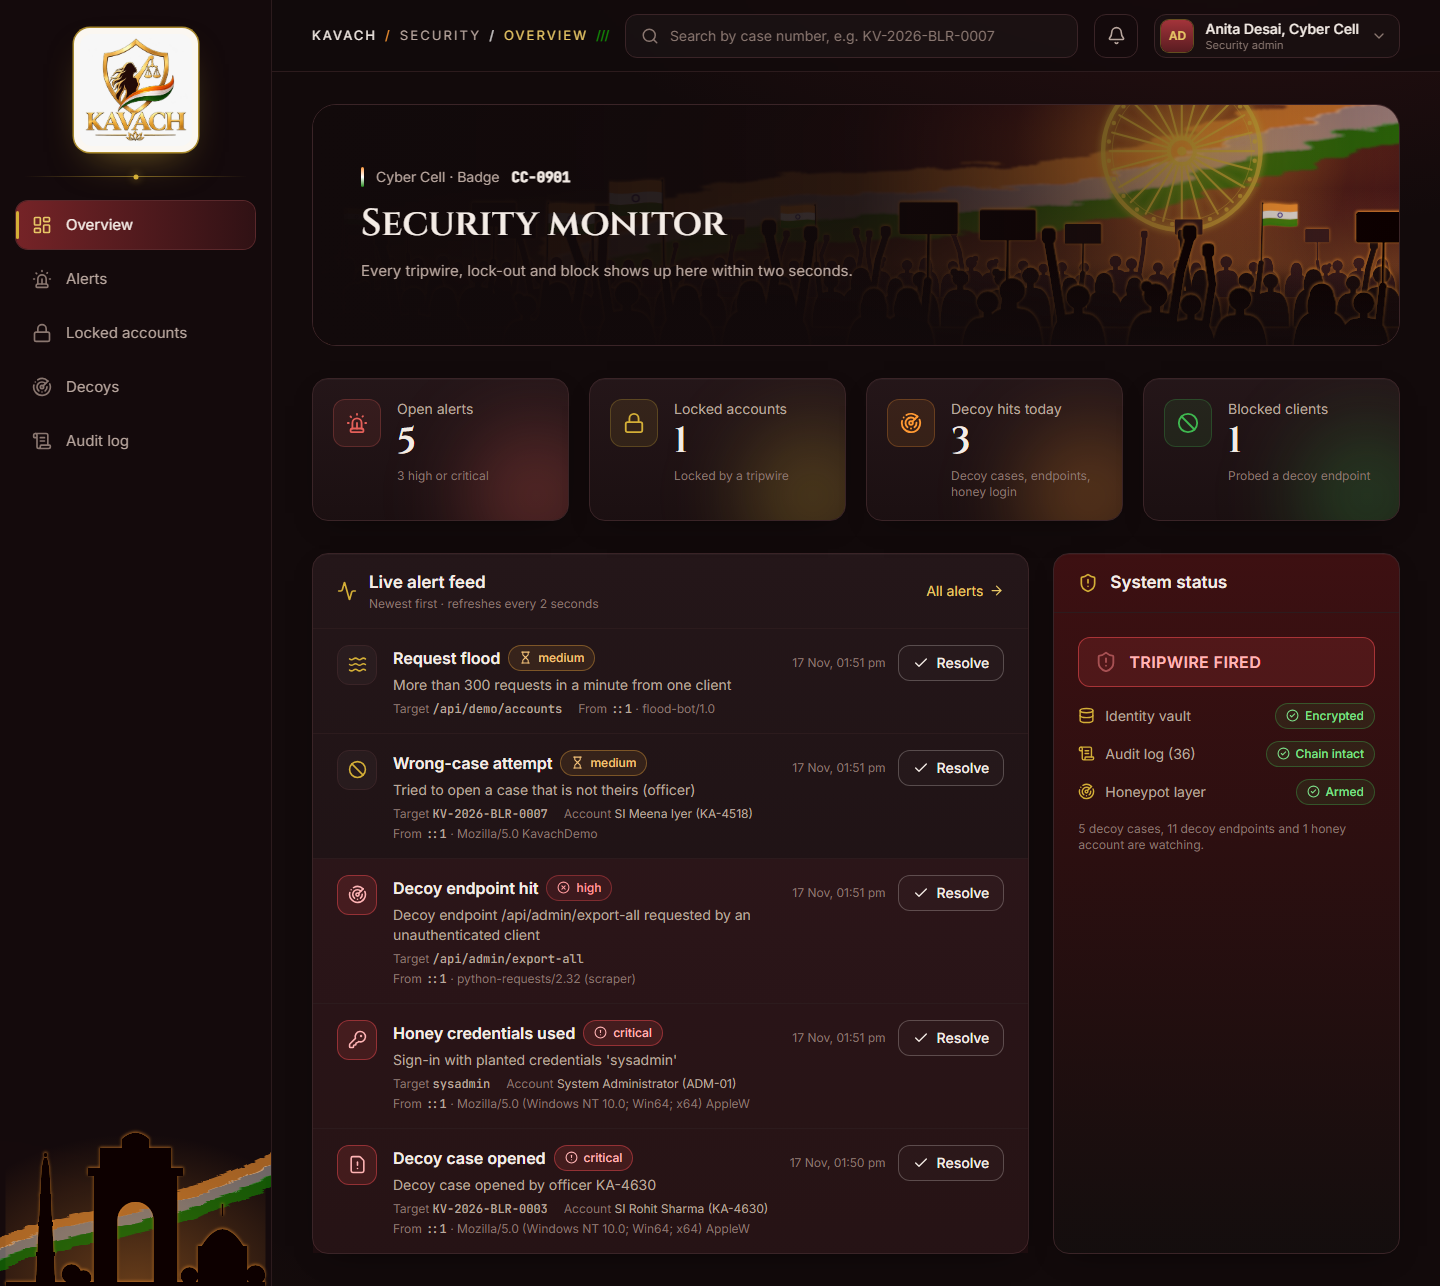 KAVACH
Overview
Alerts
Locked accounts
Decoys
Audit log
KAVACH / SECURITY / OVERVIEW ///
Search by case number, e.g. KV-2026-BLR-0007
AD
Anita Desai, Cyber Cell
Security admin
Cyber Cell · Badge CC-0901
SECURITY MONITOR
Every tripwire, lock-out and block shows up here within two seconds.
Open alerts
5
3 high or critical
Locked accounts
1
Locked by a tripwire
Decoy hits today
3
Decoy cases, endpoints,
honey login
Blocked clients
1
Probed a decoy endpoint
Live alert feed
Newest first · refreshes every 2 seconds
All alerts →
Request flood medium
17 Nov, 01:51 pm
Resolve
More than 300 requests in a minute from one client
Target /api/demo/accounts From ::1 · flood-bot/1.0
Wrong-case attempt medium
17 Nov, 01:51 pm
Resolve
Tried to open a case that is not theirs (officer)
Target KV-2026-BLR-0007 Account SI Meena Iyer (KA-4518)
From ::1 · Mozilla/5.0 KavachDemo
Decoy endpoint hit high
17 Nov, 01:51 pm
Resolve
Decoy endpoint /api/admin/export-all requested by an
unauthenticated client
Target /api/admin/export-all
From ::1 · python-requests/2.32 (scraper)
Honey credentials used critical
17 Nov, 01:51 pm
Resolve
Sign-in with planted credentials 'sysadmin'
Target sysadmin Account System Administrator (ADM-01)
From ::1 · Mozilla/5.0 (Windows NT 10.0; Win64; x64) AppleW
Decoy case opened critical
17 Nov, 01:50 pm
Resolve
Decoy case opened by officer KA-4630
Target KV-2026-BLR-0003 Account SI Rohit Sharma (KA-4630)
From ::1 · Mozilla/5.0 (Windows NT 10.0; Win64; x64) AppleW
System status
TRIPWIRE FIRED
Identity vault Encrypted
Audit log (36) Chain intact
Honeypot layer Armed
5 decoy cases, 11 decoy endpoints and 1 honey
account are watching.